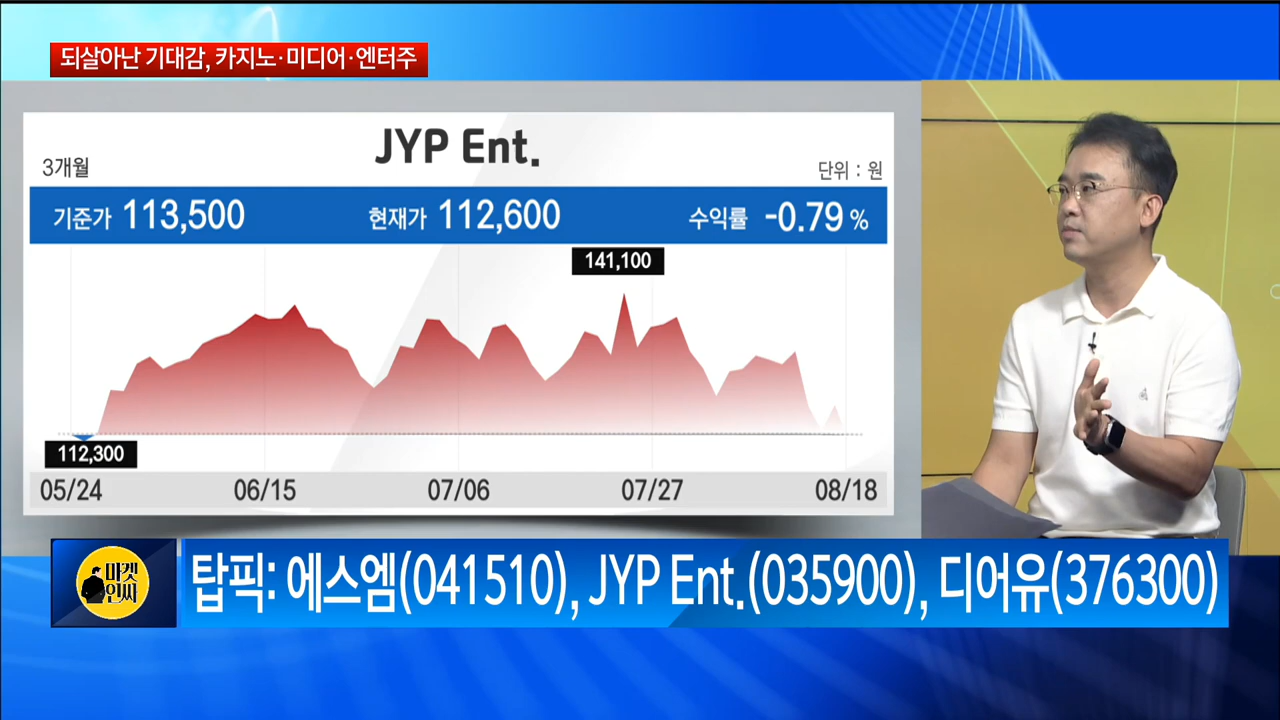 되살아난 기대감, 카지노·미디어·엔터주
JYP Ent.
3개월
단위 : 원
기준가 113,500 현재가 112,600 수익률 -0.79 %
141,100
112,300
05/24 06/15 07/06 07/27 08/18
마켓
인싸
탑픽: 에스엠(041510), JYP Ent.(035900), 디어유(376300)